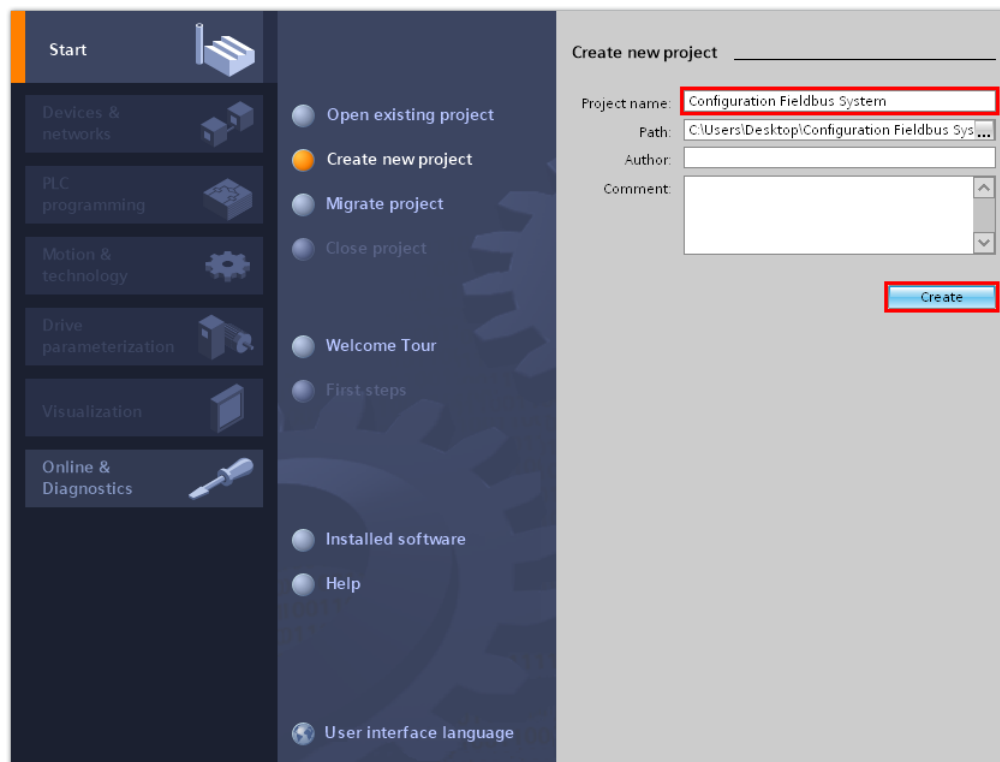 Start
Devices &
networks
PLC
programming
Motion &
technology
Drive
parameterization
Visualization
Online &
Diagnostics
Open existing project
Create new project
Migrate project
Close project
Welcome Tour
First steps
Installed software
Help
User interface language
Create new project
Project name: Configuration Fieldbus System
Path: C:\Users\Desktop\Configuration Fieldbus Sys...
Author:
Comment:
Create